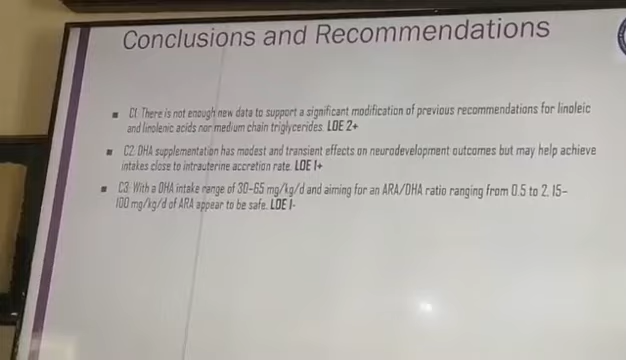 Conclusions and Recommendations
▪ C1. There is not enough new data to support a significant modification of previous recommendations for linoleic
and linolenic acids nor medium chain triglycerides. LOE 2+
▪ C2. DHA supplementation has modest and transient effects on neurodevelopment outcomes but may help achieve
intakes close to intrauterine accretion rate. LOE 1+
▪ C3. With a DHA intake range of 30-65 mg/kg/d and aiming for an ARA/DHA ratio ranging from 0.5 to 2, 15-
100 mg/kg/d of ARA appear to be safe. LOE 1-